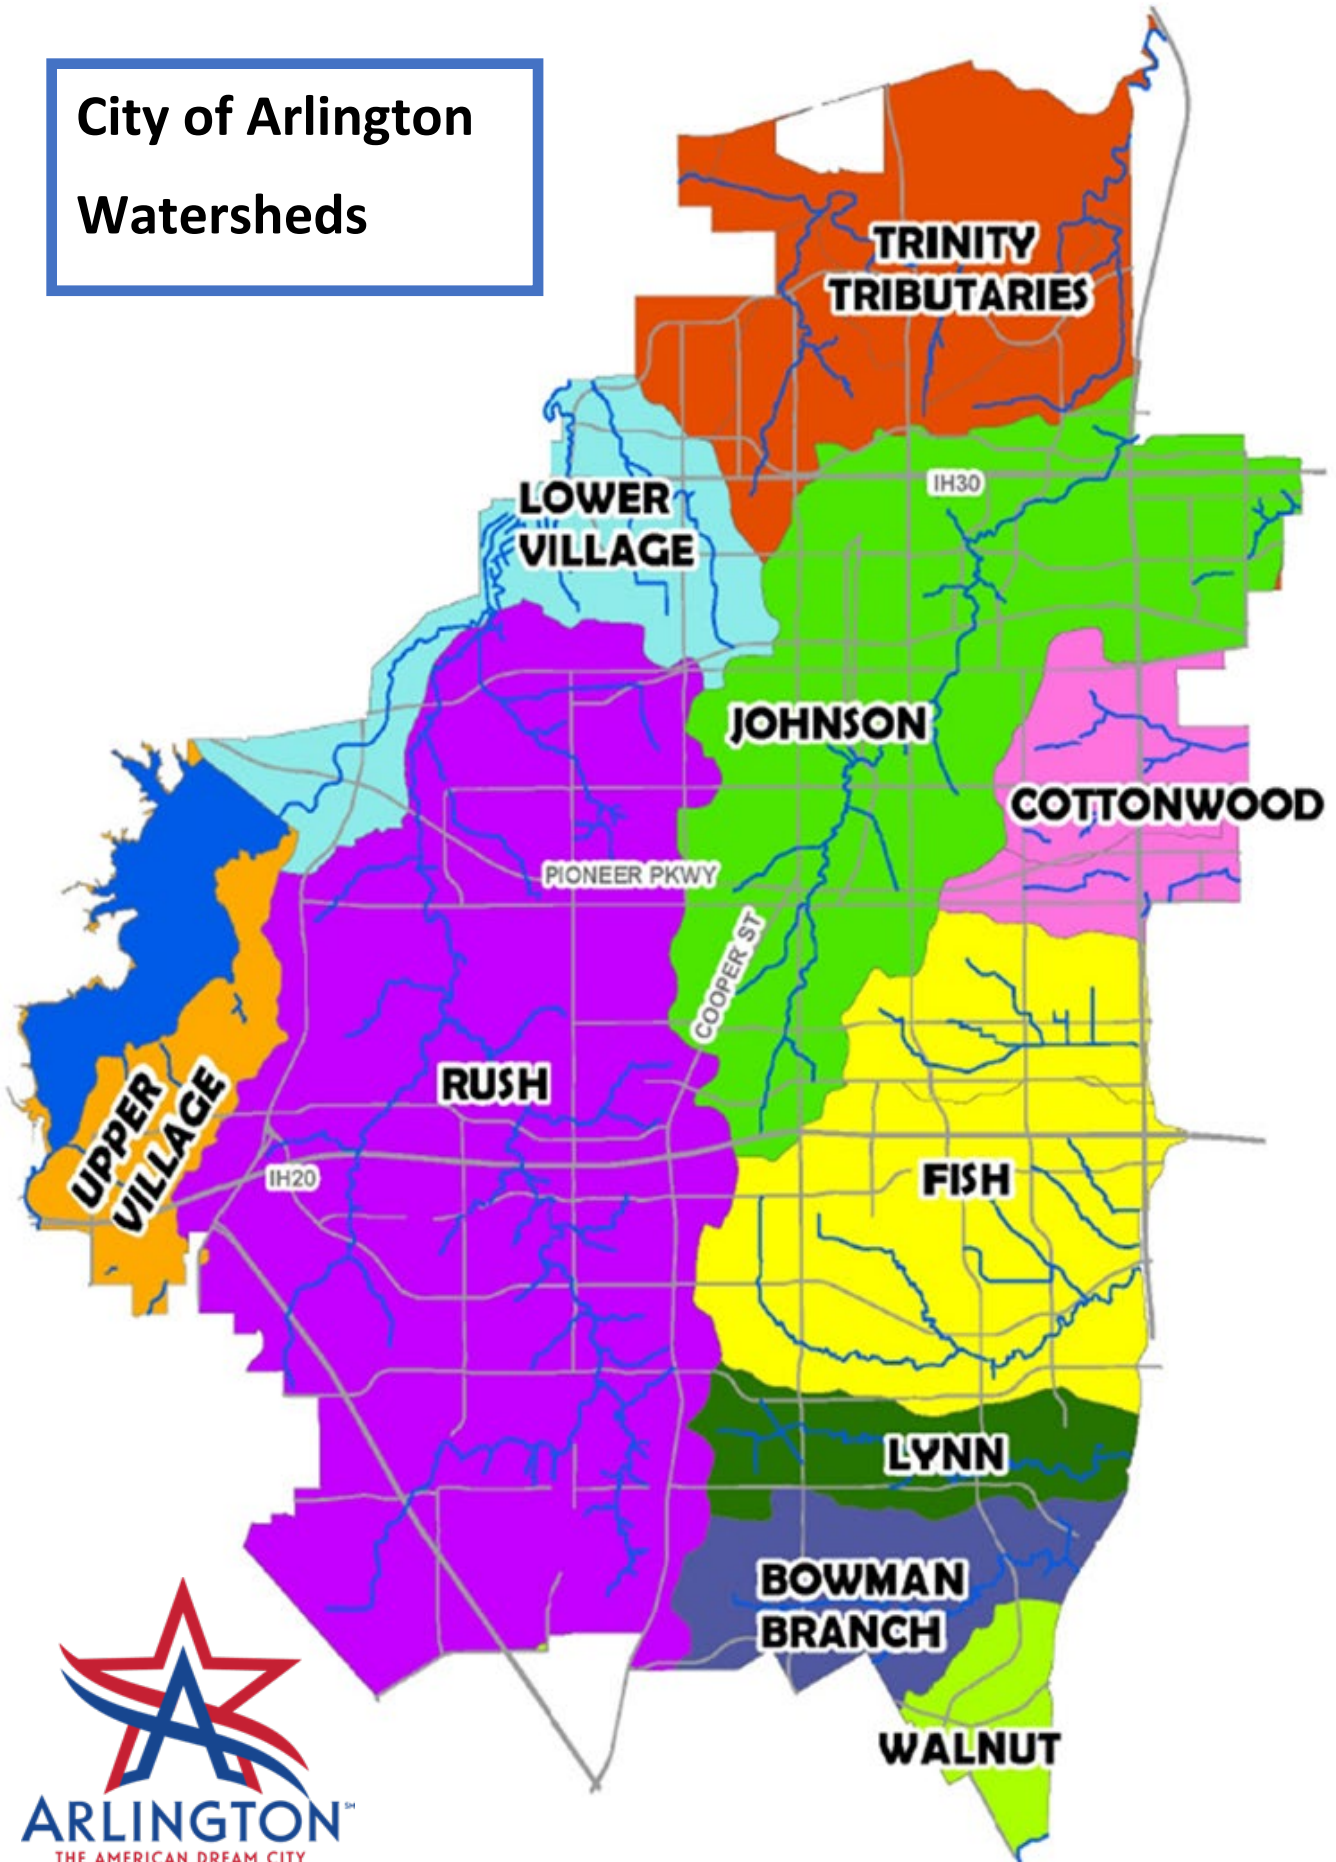 City of Arlington
Watersheds
TRINITY
TRIBUTARIES
IH30
LOWER
VILLAGE
JOHNSON
COTTONWOOD
PIONEER PKWY
COOPER ST
RUSH
UPPER
VILLAGE
IH20
FISH
LYNN
BOWMAN
BRANCH
WALNUT
ARLINGTON SM
THE AMERICAN DREAM CITY